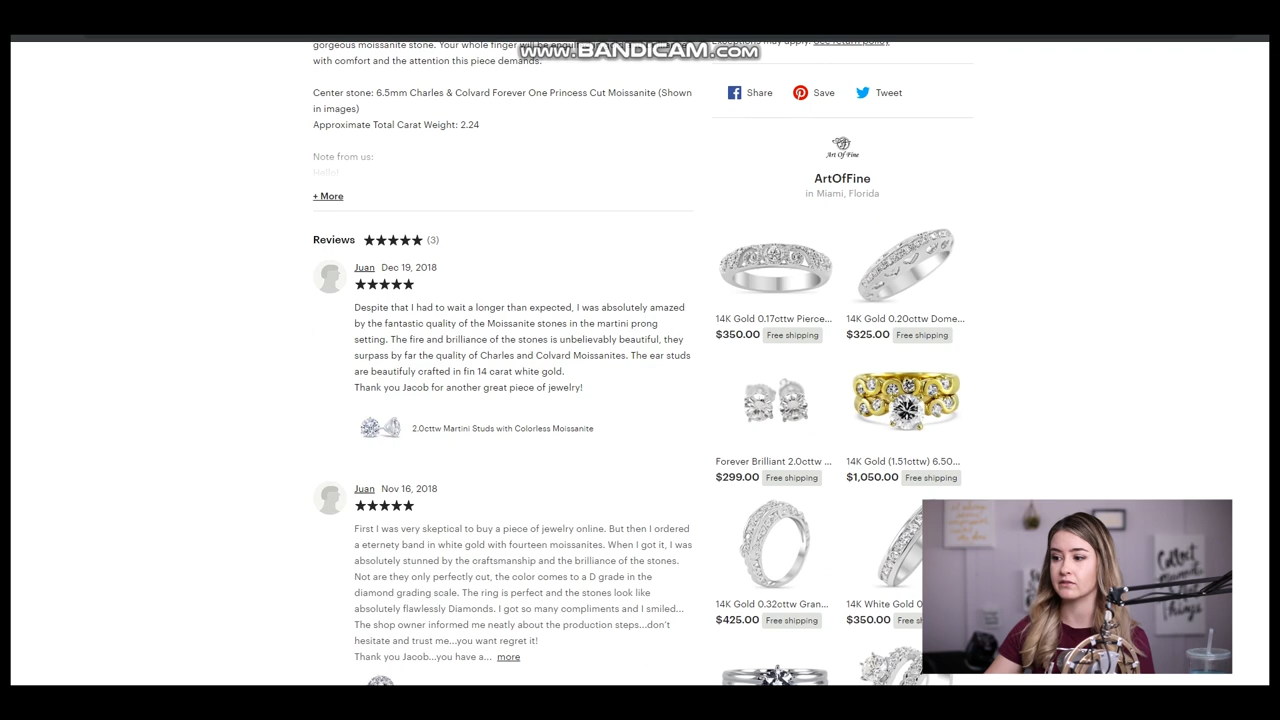 gorgeous moissanite stone. Your whole finger will be
www.BANDICAM.com
see return policy
with comfort and the attention this piece demands.
Center stone: 6.5mm Charles & Colvard Forever One Princess Cut Moissanite (Shown
in images)
Approximate Total Carat Weight: 2.24
Note from us:
Hello!
+ More
Share Save Tweet
Art Of Fine
ArtOfFine
in Miami, Florida
Reviews ★★★★★ (3)
Juan Dec 19, 2018
★★★★★
Despite that I had to wait a longer than expected, I was absolutely amazed
by the fantastic quality of the Moissanite stones in the martini prong
setting. The fire and brilliance of the stones is unbelievably beautiful, they
surpass by far the quality of Charles and Colvard Moissanites. The ear studs
are beautifuly crafted in fin 14 carat white gold.
Thank you Jacob for another great piece of jewelry!
2.0cttw Martini Studs with Colorless Moissanite
Juan Nov 16, 2018
★★★★★
First I was very skeptical to buy a piece of jewelry online. But then I ordered
a eternety band in white gold with fourteen moissanites. When I got it, I was
absolutely stunned by the craftsmanship and the brilliance of the stones.
Not are they only perfectly cut, the color comes to a D grade in the
diamond grading scale. The ring is perfect and the stones look like
absolutely flawlessly Diamonds. I got so many compliments and I smiled...
The shop owner informed me neatly about the production steps...don't
hesitate and trust me...you want regret it!
Thank you Jacob...you have a... more
14K Gold 0.17cttw Pierce... 14K Gold 0.20cttw Dome...
$350.00 Free shipping $325.00 Free shipping
Forever Brilliant 2.0cttw ... 14K Gold (1.51cttw) 6.50...
$299.00 Free shipping $1,050.00 Free shipping
14K Gold 0.32cttw Gran... 14K White Gold 0
$425.00 Free shipping $350.00 Free
Collect
things